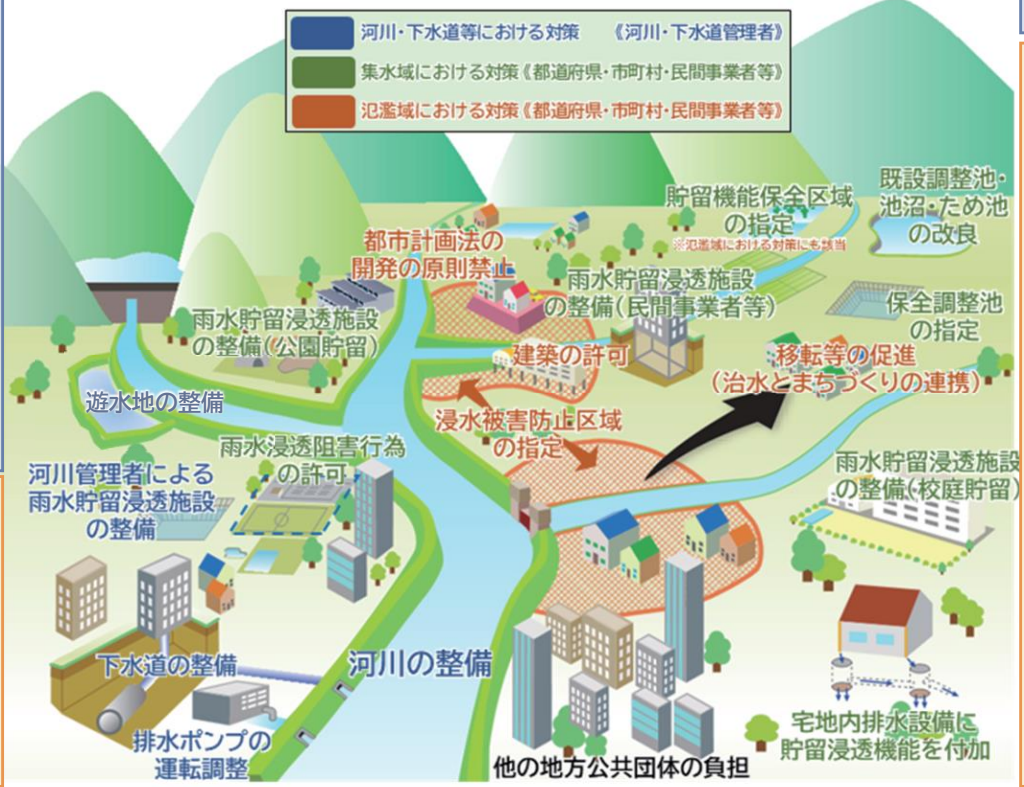 河川・下水道等における対策 《河川・下水道管理者》
集水域における対策《都道府県・市町村・民間事業者等》
氾濫域における対策《都道府県・市町村・民間事業者等》
貯留機能保全区域
の指定
※氾濫域における対策にも該当
既設調整池・
池沼・ため池
の改良
都市計画法の
開発の原則禁止
雨水貯留浸透施設
の整備(民間事業者等)
保全調整池
の指定
雨水貯留浸透施設
の整備(公園貯留)
建築の許可
移転等の促進
(治水とまちづくりの連携)
遊水地の整備
浸水被害防止区域
の指定
雨水浸透阻害行為
の許可
雨水貯留浸透施設
の整備(校庭貯留)
河川管理者による
雨水貯留浸透施設
の整備
下水道の整備
河川の整備
排水ポンプの
運転調整
宅地内排水設備に
貯留浸透機能を付加
他の地方公共団体の負担